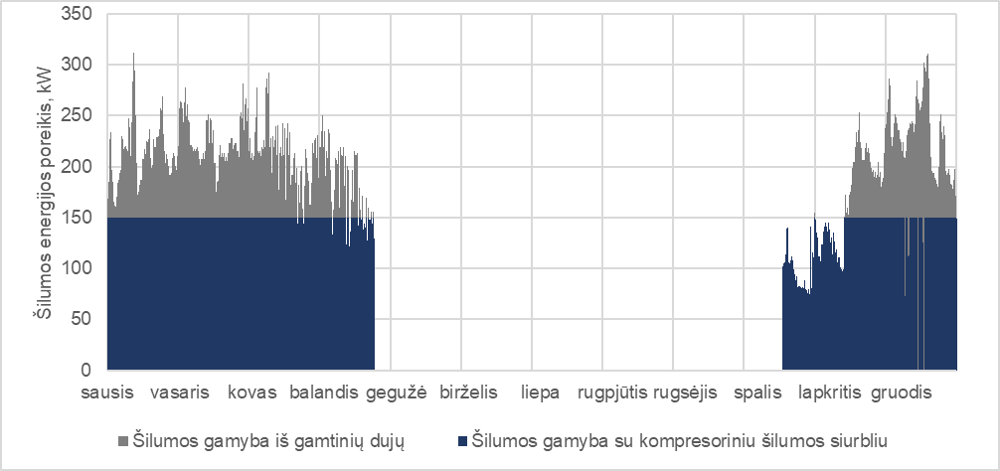 Šilumos energijos poreikis, kW
350
300
250
200
150
100
50
0
sausis vasaris kovas balandis gegužė birželis liepa rugpjūtis rugsėjis spalis lapkritis gruodis
Šilumos gamyba iš gamtinių dujų Šilumos gamyba su kompresoriniu šilumos siurbliu